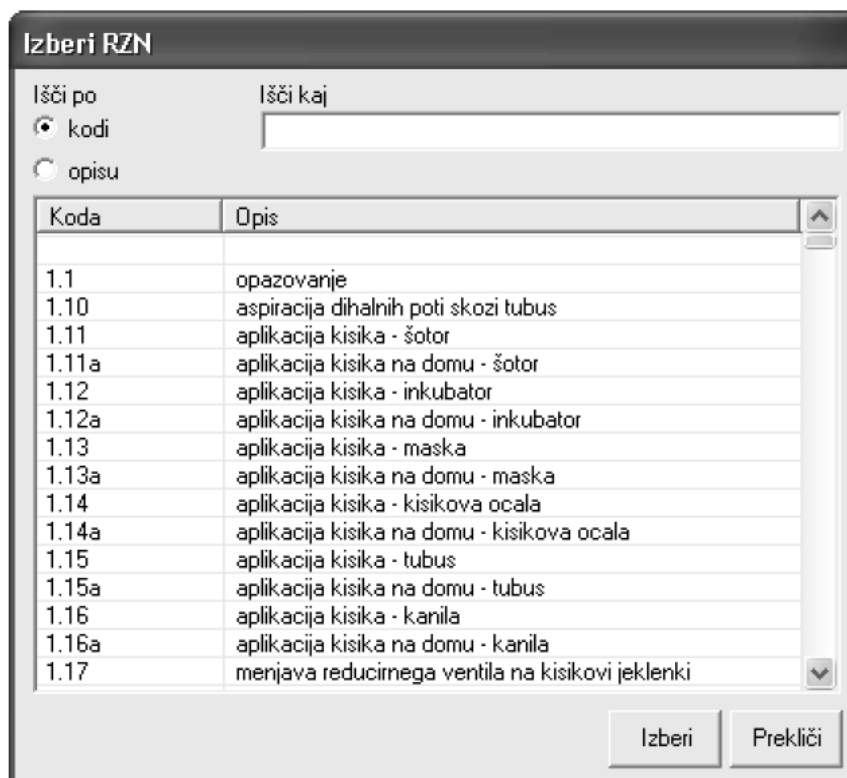 Izberi RZN
Išči po Išči kaj
kodi
opisu
Koda Opis
1.1 opazovanje
1.10 aspiracija dihalnih poti skozi tubus
1.11 aplikacija kisika - šotor
1.11a aplikacija kisika na domu - šotor
1.12 aplikacija kisika - inkubator
1.12a aplikacija kisika na domu - inkubator
1.13 aplikacija kisika - maska
1.13a aplikacija kisika na domu - maska
1.14 aplikacija kisika - kisikova ocala
1.14a aplikacija kisika na domu - kisikova ocala
1.15 aplikacija kisika - tubus
1.15a aplikacija kisika na domu - tubus
1.16 aplikacija kisika - kanila
1.16a aplikacija kisika na domu - kanila
1.17 menjava reducirnega ventila na kisikovi jeklenki
Izberi Prekliči